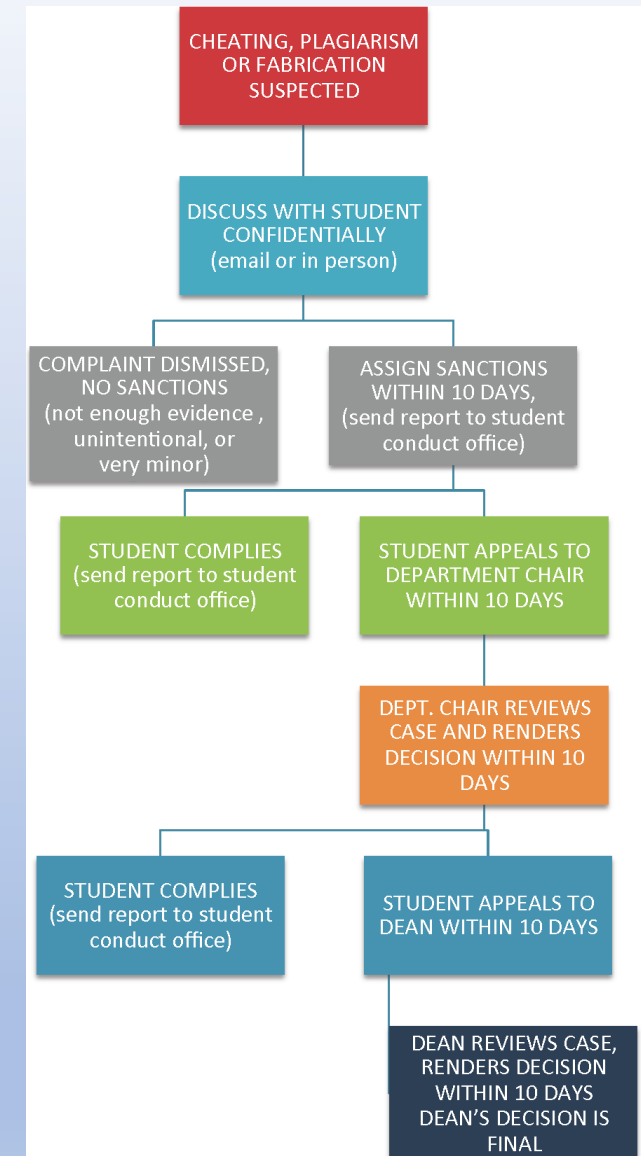 CHEATING, PLAGIARISM
OR FABRICATION
SUSPECTED
DISCUSS WITH STUDENT
CONFIDENTIALLY
(email or in person)
COMPLAINT DISMISSED,
NO SANCTIONS
(not enough evidence ,
unintentional, or
very minor)
ASSIGN SANCTIONS
WITHIN 10 DAYS,
(send report to student
conduct office)
STUDENT COMPLIES
(send report to student
conduct office)
STUDENT APPEALS TO
DEPARTMENT CHAIR
WITHIN 10 DAYS
DEPT. CHAIR REVIEWS
CASE AND RENDERS
DECISION WITHIN 10
DAYS
STUDENT COMPLIES
(send report to student
conduct office)
STUDENT APPEALS TO
DEAN WITHIN 10 DAYS
DEAN REVIEWS CASE,
RENDERS DECISION
WITHIN 10 DAYS
DEAN’S DECISION IS
FINAL